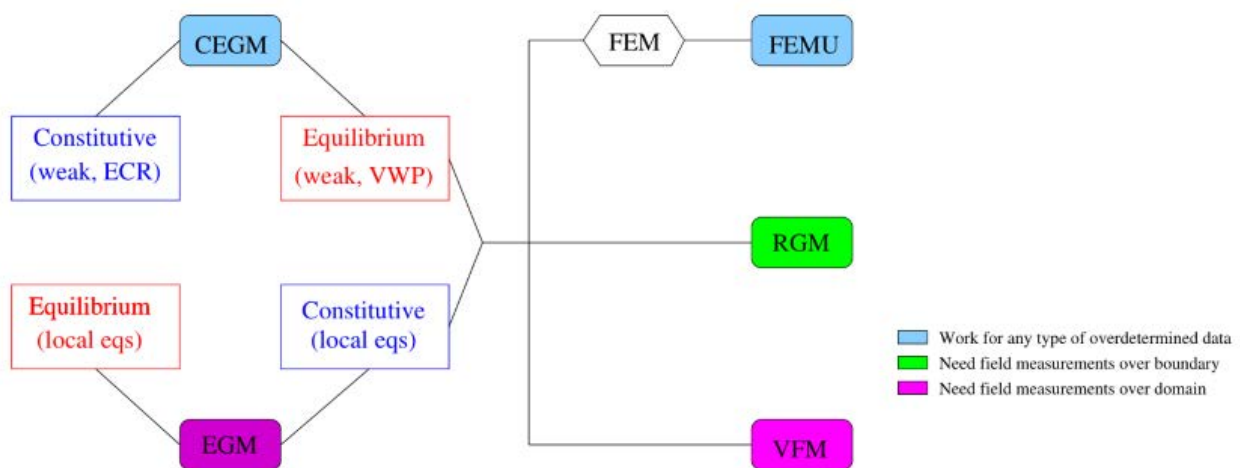 CEGM
FEM
FEMU
Constitutive
(weak, ECR)
Equilibrium
(weak, VWP)
RGM
Equilibrium
(local eqs)
Constitutive
(local eqs)
Work for any type of overdetermined data
Need field measurements over boundary
Need field measurements over domain
EGM
VFM